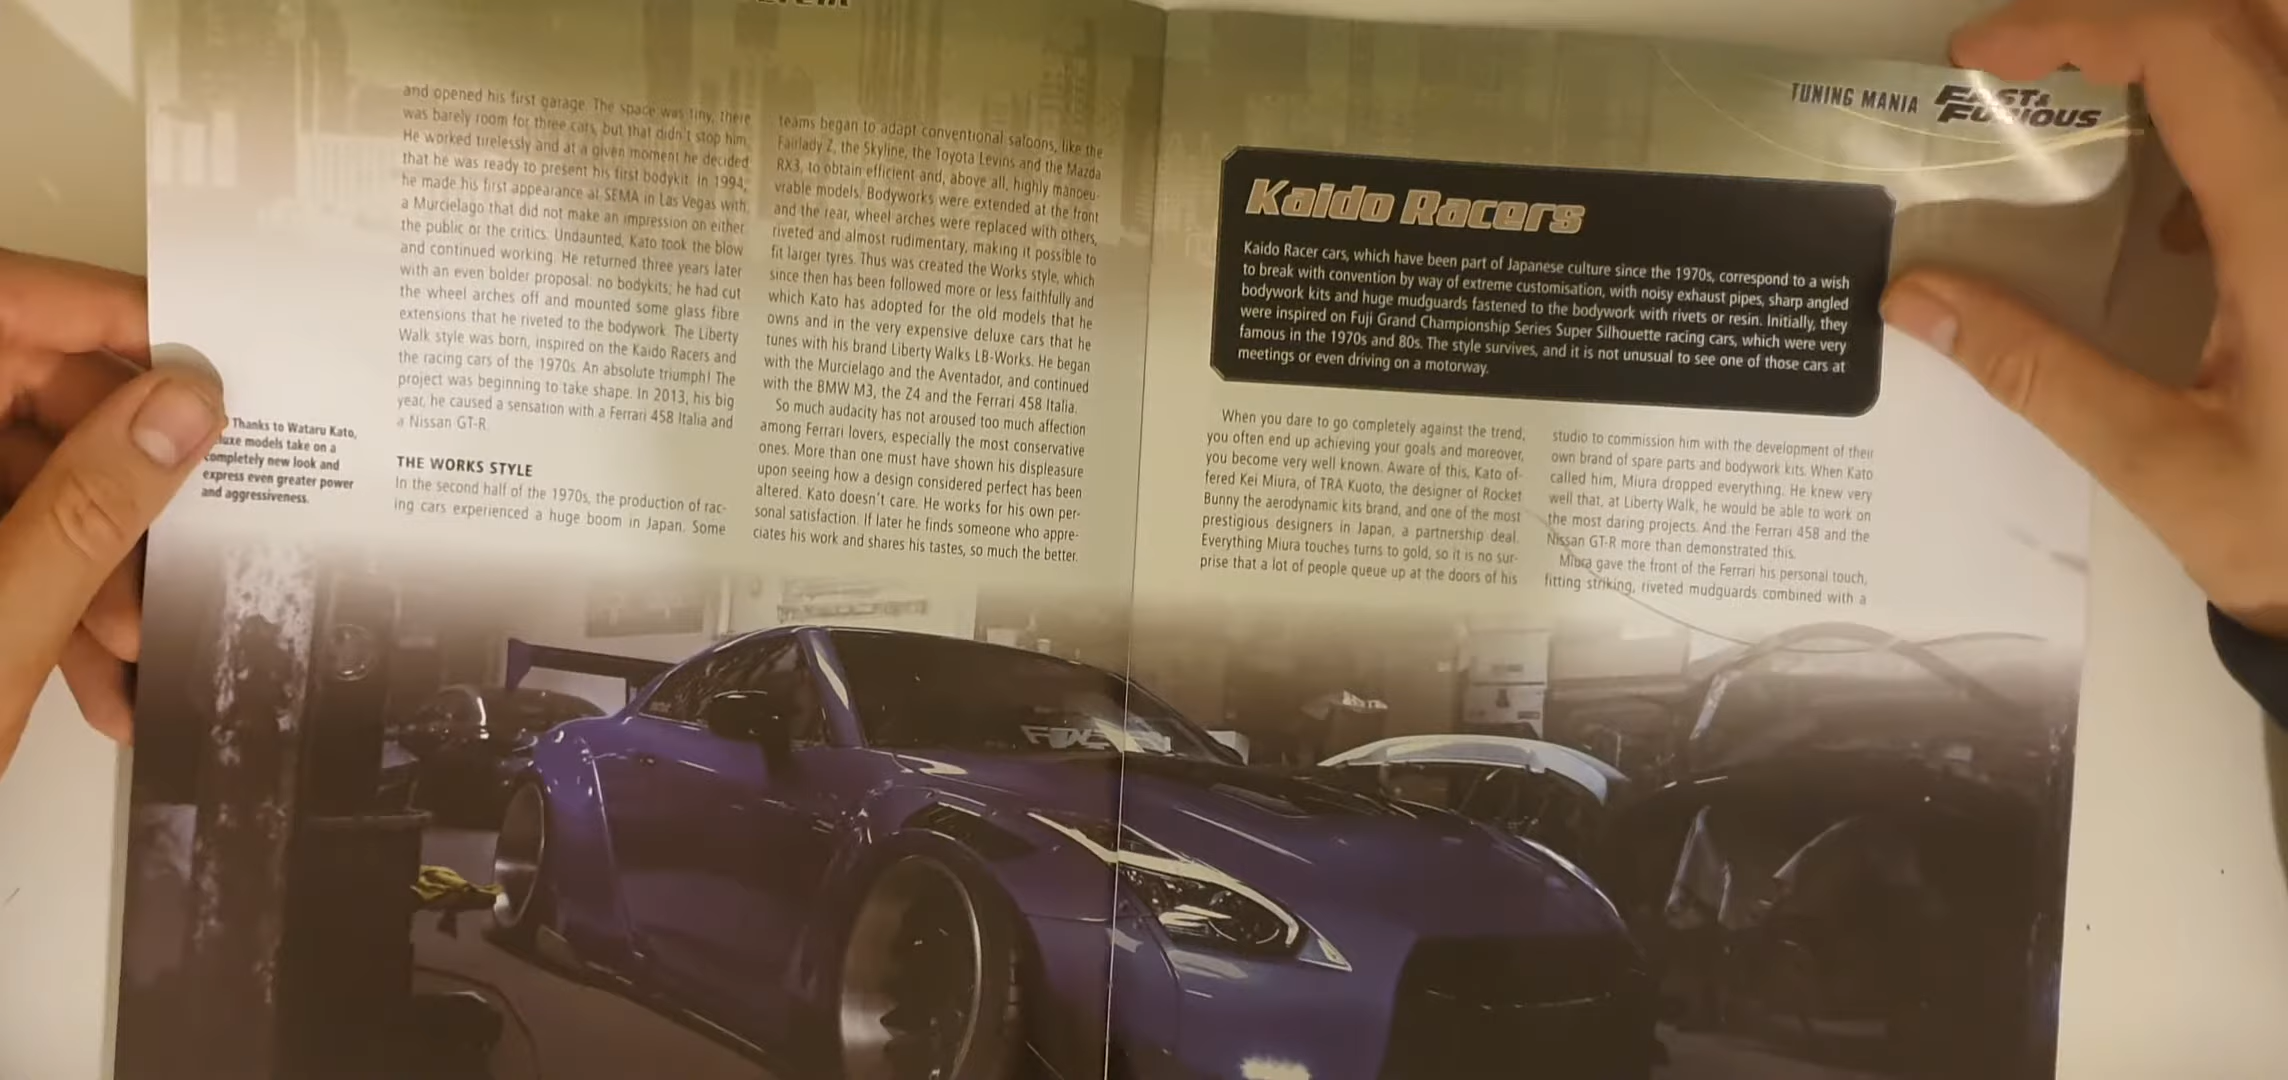 and opened his first garage. The space was tiny, there
was barely room for three cars, but that didn't stop him.
He worked tirelessly and at a given moment he decided
that he was ready to present his first bodykit. In 1994,
he made his first appearance at SEMA in Las Vegas with
a Murcielago that did not make an impression on either
the public or the critics. Undaunted, Kato took the blow
and continued working. He returned three years later
with an even bolder proposal: no bodykits; he had cut
the wheel arches off and mounted some glass fibre
extensions that he riveted to the bodywork. The Liberty
Walk style was born, inspired on the Kaido Racers and
the racing cars of the 1970s. An absolute triumph! The
project was beginning to take shape. In 2013, his big
year, he caused a sensation with a Ferrari 458 Italia and
a Nissan GT-R.
THE WORKS STYLE
In the second half of the 1970s, the production of rac-
ing cars experienced a huge boom in Japan. Some
Thanks to Wataru Kato,
models take on a
completely new look and
express even greater power
and aggressiveness.
teams began to adapt conventional saloons, like the
Fairlady Z, the Skyline, the Toyota Levins and the Mazda
RX3, to obtain efficient and, above all, highly manoeu-
vrable models. Bodyworks were extended at the front
and the rear, wheel arches were replaced with others,
riveted and almost rudimentary, making it possible to
fit larger tyres. Thus was created the Works style, which
since then has been followed more or less faithfully and
which Kato has adopted for the old models that he
owns and in the very expensive deluxe cars that he
tunes with his brand Liberty Walks LB-Works. He began
with the Murcielago and the Aventador, and continued
with the BMW M3, the Z4 and the Ferrari 458 Italia.
So much audacity has not aroused too much affection
among Ferrari lovers, especially the most conservative
ones. More than one must have shown his displeasure
upon seeing how a design considered perfect has been
altered. Kato doesn't care. He works for his own per-
sonal satisfaction. If later he finds someone who appre-
ciates his work and shares his tastes, so much the better.
TUNING MANIA FAST & FURIOUS
Kaido Racers
Kaido Racer cars, which have been part of Japanese culture since the 1970s, correspond to a wish
to break with convention by way of extreme customisation, with noisy exhaust pipes, sharp angled
bodywork kits and huge mudguards fastened to the bodywork with rivets or resin. Initially, they
were inspired on Fuji Grand Championship Series Super Silhouette racing cars, which were very
famous in the 1970s and 80s. The style survives, and it is not unusual to see one of those cars at
meetings or even driving on a motorway.
When you dare to go completely against the trend,
you often end up achieving your goals and moreover,
you become very well known. Aware of this, Kato of-
fered Kei Miura, of TRA Kuoto, the designer of Rocket
Bunny the aerodynamic kits brand, and one of the most
prestigious designers in Japan, a partnership deal.
Everything Miura touches turns to gold, so it is no sur-
prise that a lot of people queue up at the doors of his
studio to commission him with the development of their
own brand of spare parts and bodywork kits. When Kato
called him, Miura dropped everything. He knew very
well that, at Liberty Walk, he would be able to work on
the most daring projects. And the Ferrari 458 and the
Nissan GT-R more than demonstrated this.
Miura gave the front of the Ferrari his personal touch,
fitting striking, riveted mudguards combined with a